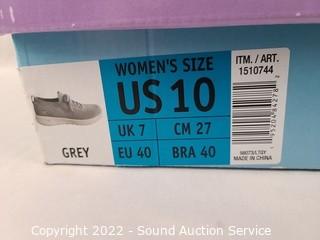 WOMEN'S SIZE
US 10
UK 7
CM 27
EU 40
BRA 40
GREY
ITM. / ART.
1510744
MADE IN CHINA
Copyright 2022 - Sound Auction Service